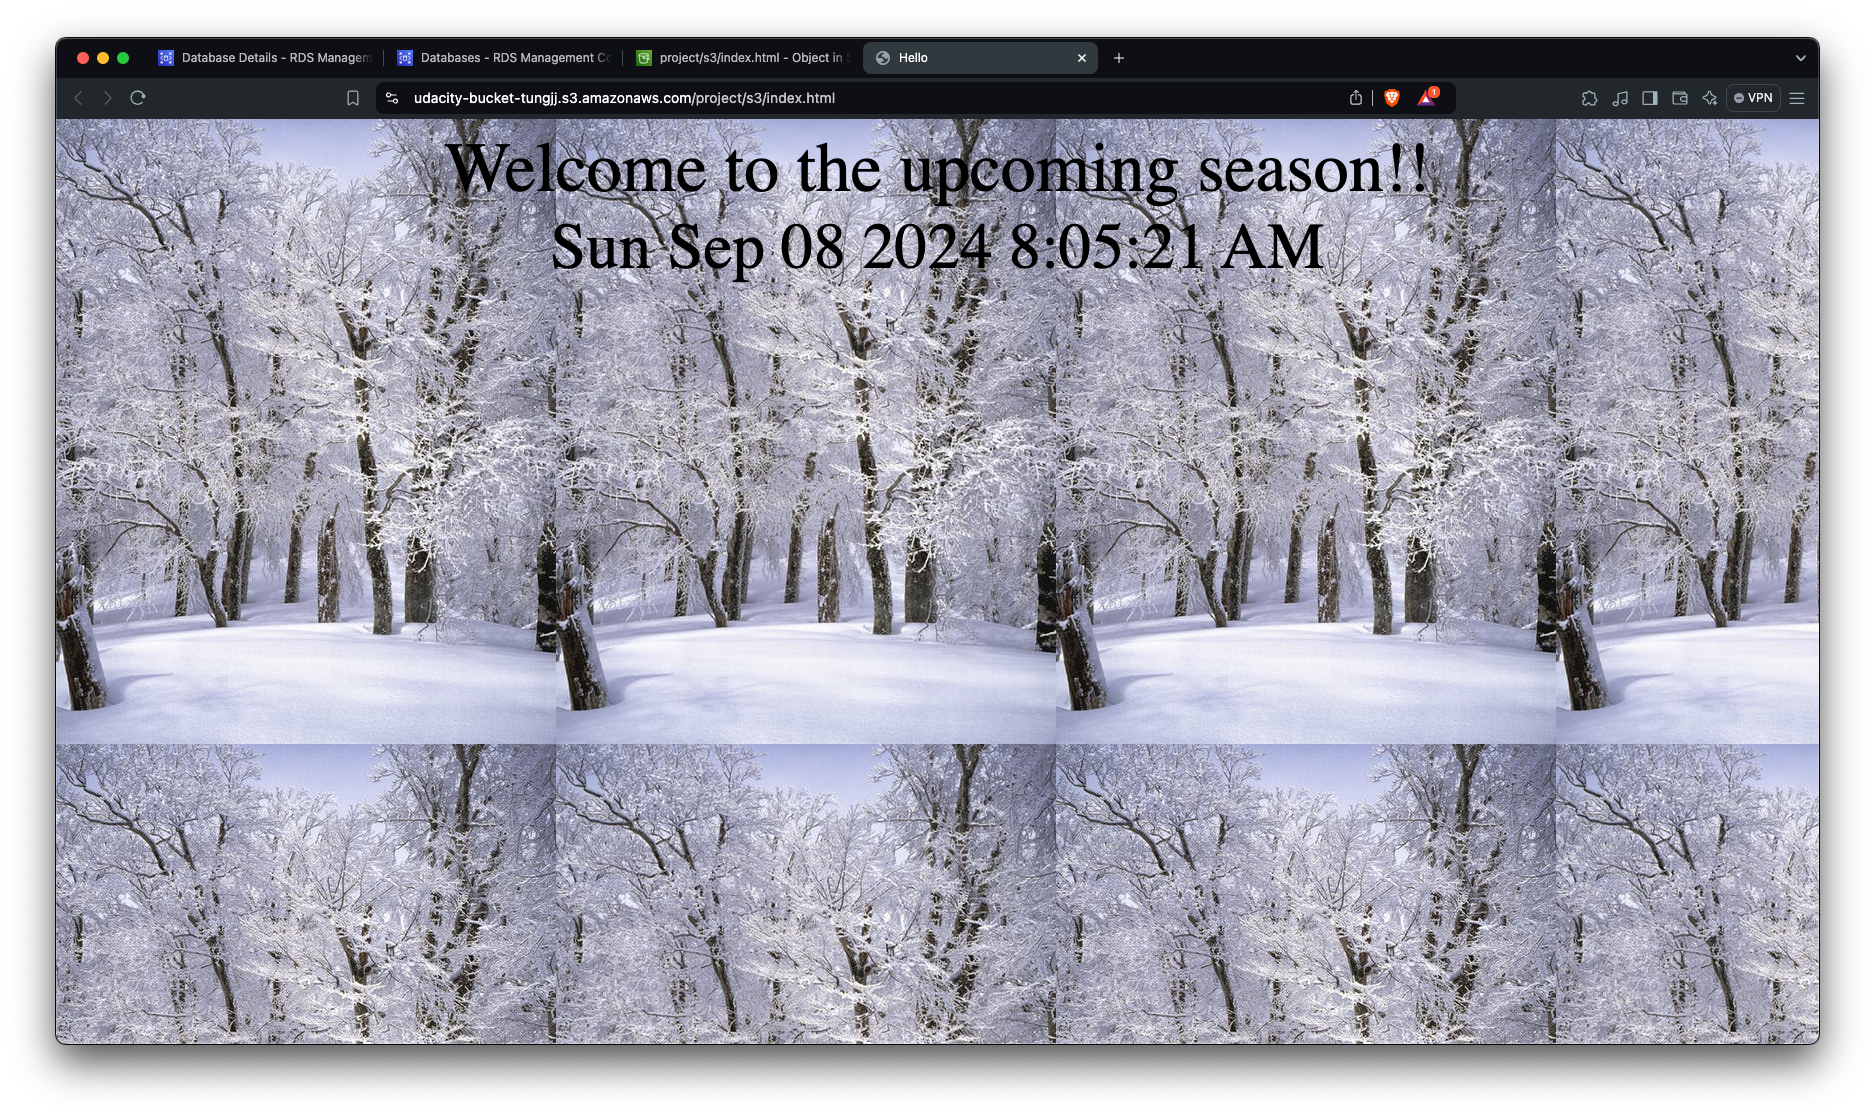 Database Details - RDS Managem
Databases - RDS Management Co
project/s3/index.html - Object in S
Hello
udacity-bucket-tungjj.s3.amazonaws.com/project/s3/index.html
1
VPN
Welcome to the upcoming season!!
Sun Sep 08 2024 8:05:21 AM